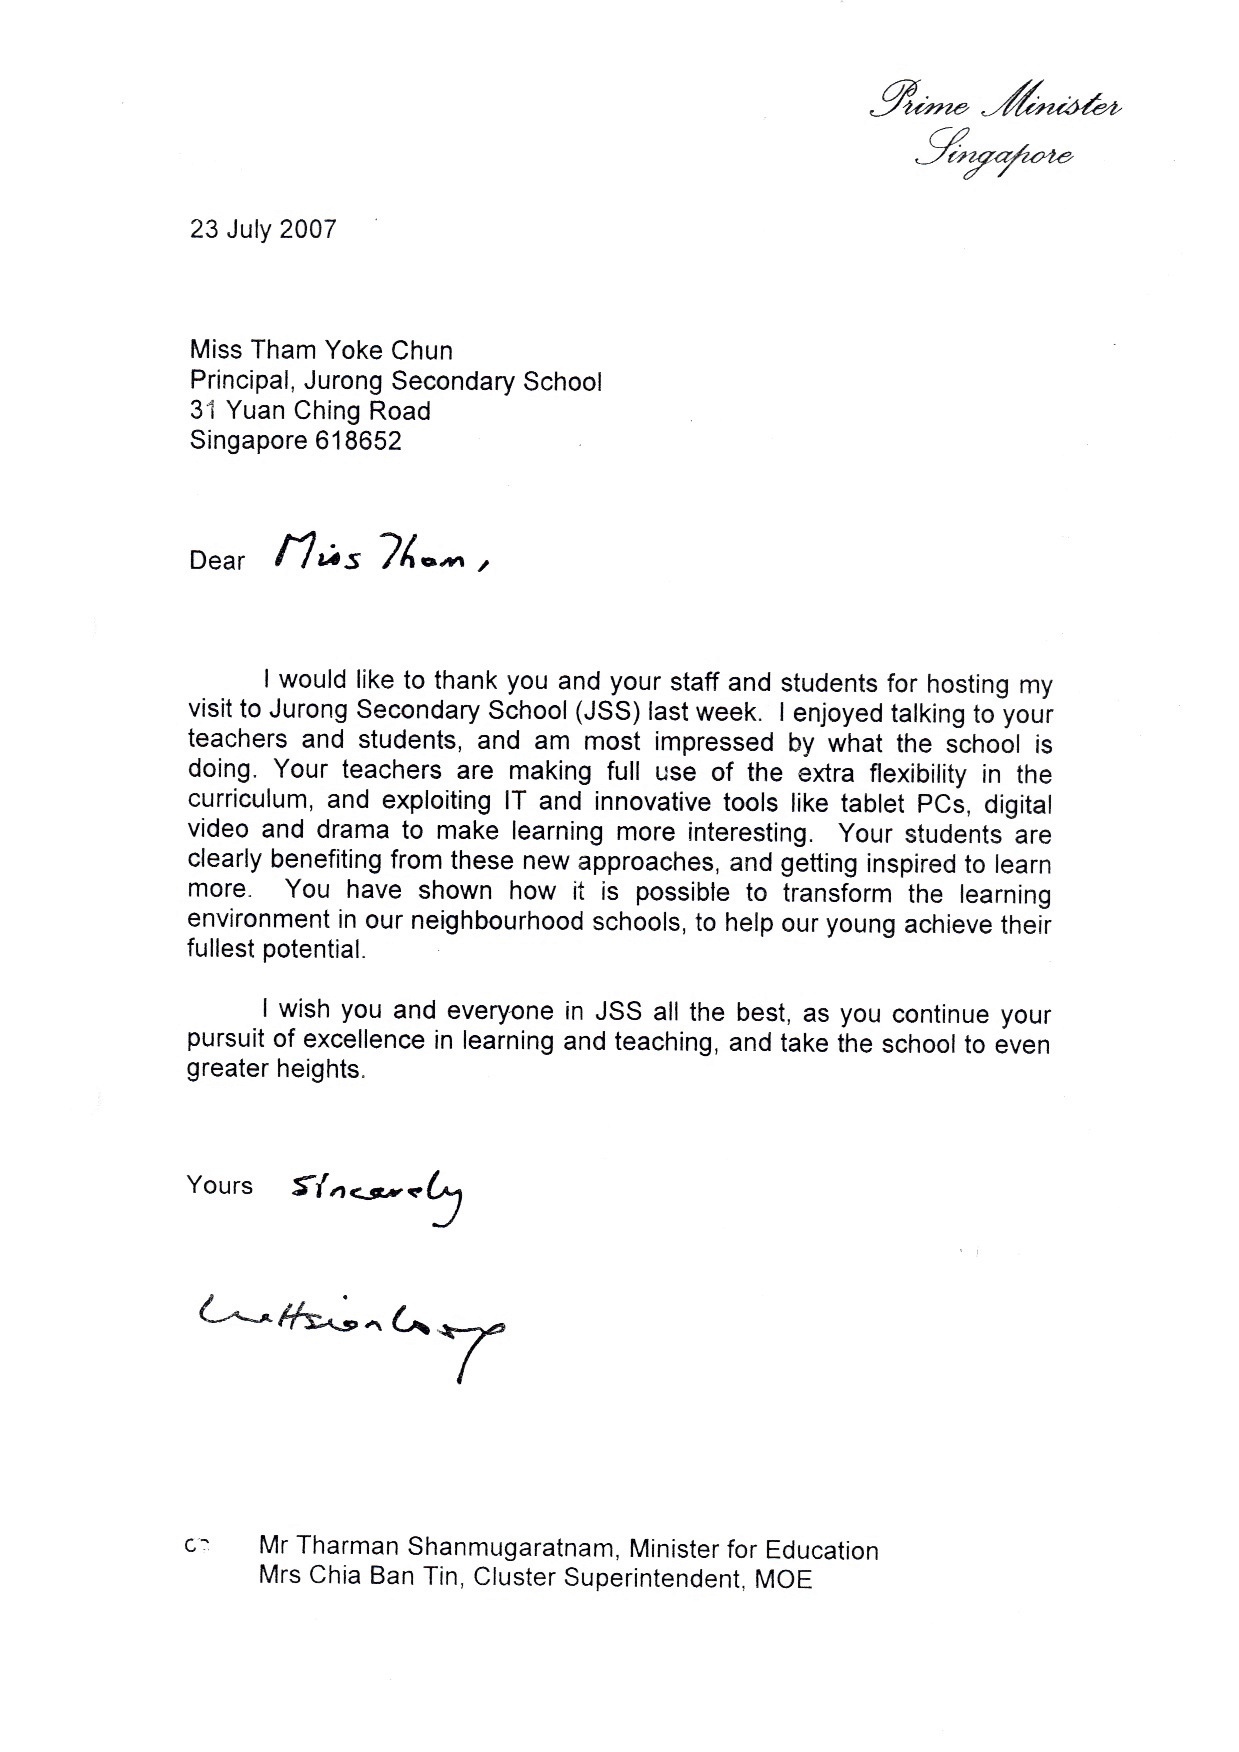 Prime Minister
Singapore
23 July 2007
Miss Tham Yoke Chun
Principal, Jurong Secondary School
31 Yuan Ching Road
Singapore 618652
Dear Miss Tham,
I would like to thank you and your staff and students for hosting my
visit to Jurong Secondary School (JSS) last week. I enjoyed talking to your
teachers and students, and am most impressed by what the school is
doing. Your teachers are making full use of the extra flexibility in the
curriculum, and exploiting IT and innovative tools like tablet PCs, digital
video and drama to make learning more interesting. Your students are
clearly benefiting from these new approaches, and getting inspired to learn
more. You have shown how it is possible to transform the learning
environment in our neighbourhood schools, to help our young achieve their
fullest potential.
I wish you and everyone in JSS all the best, as you continue your
pursuit of excellence in learning and teaching, and take the school to even
greater heights.
Yours sincerely
Lee Hsien Loong
cc Mr Tharman Shanmugaratnam, Minister for Education
Mrs Chia Ban Tin, Cluster Superintendent, MOE